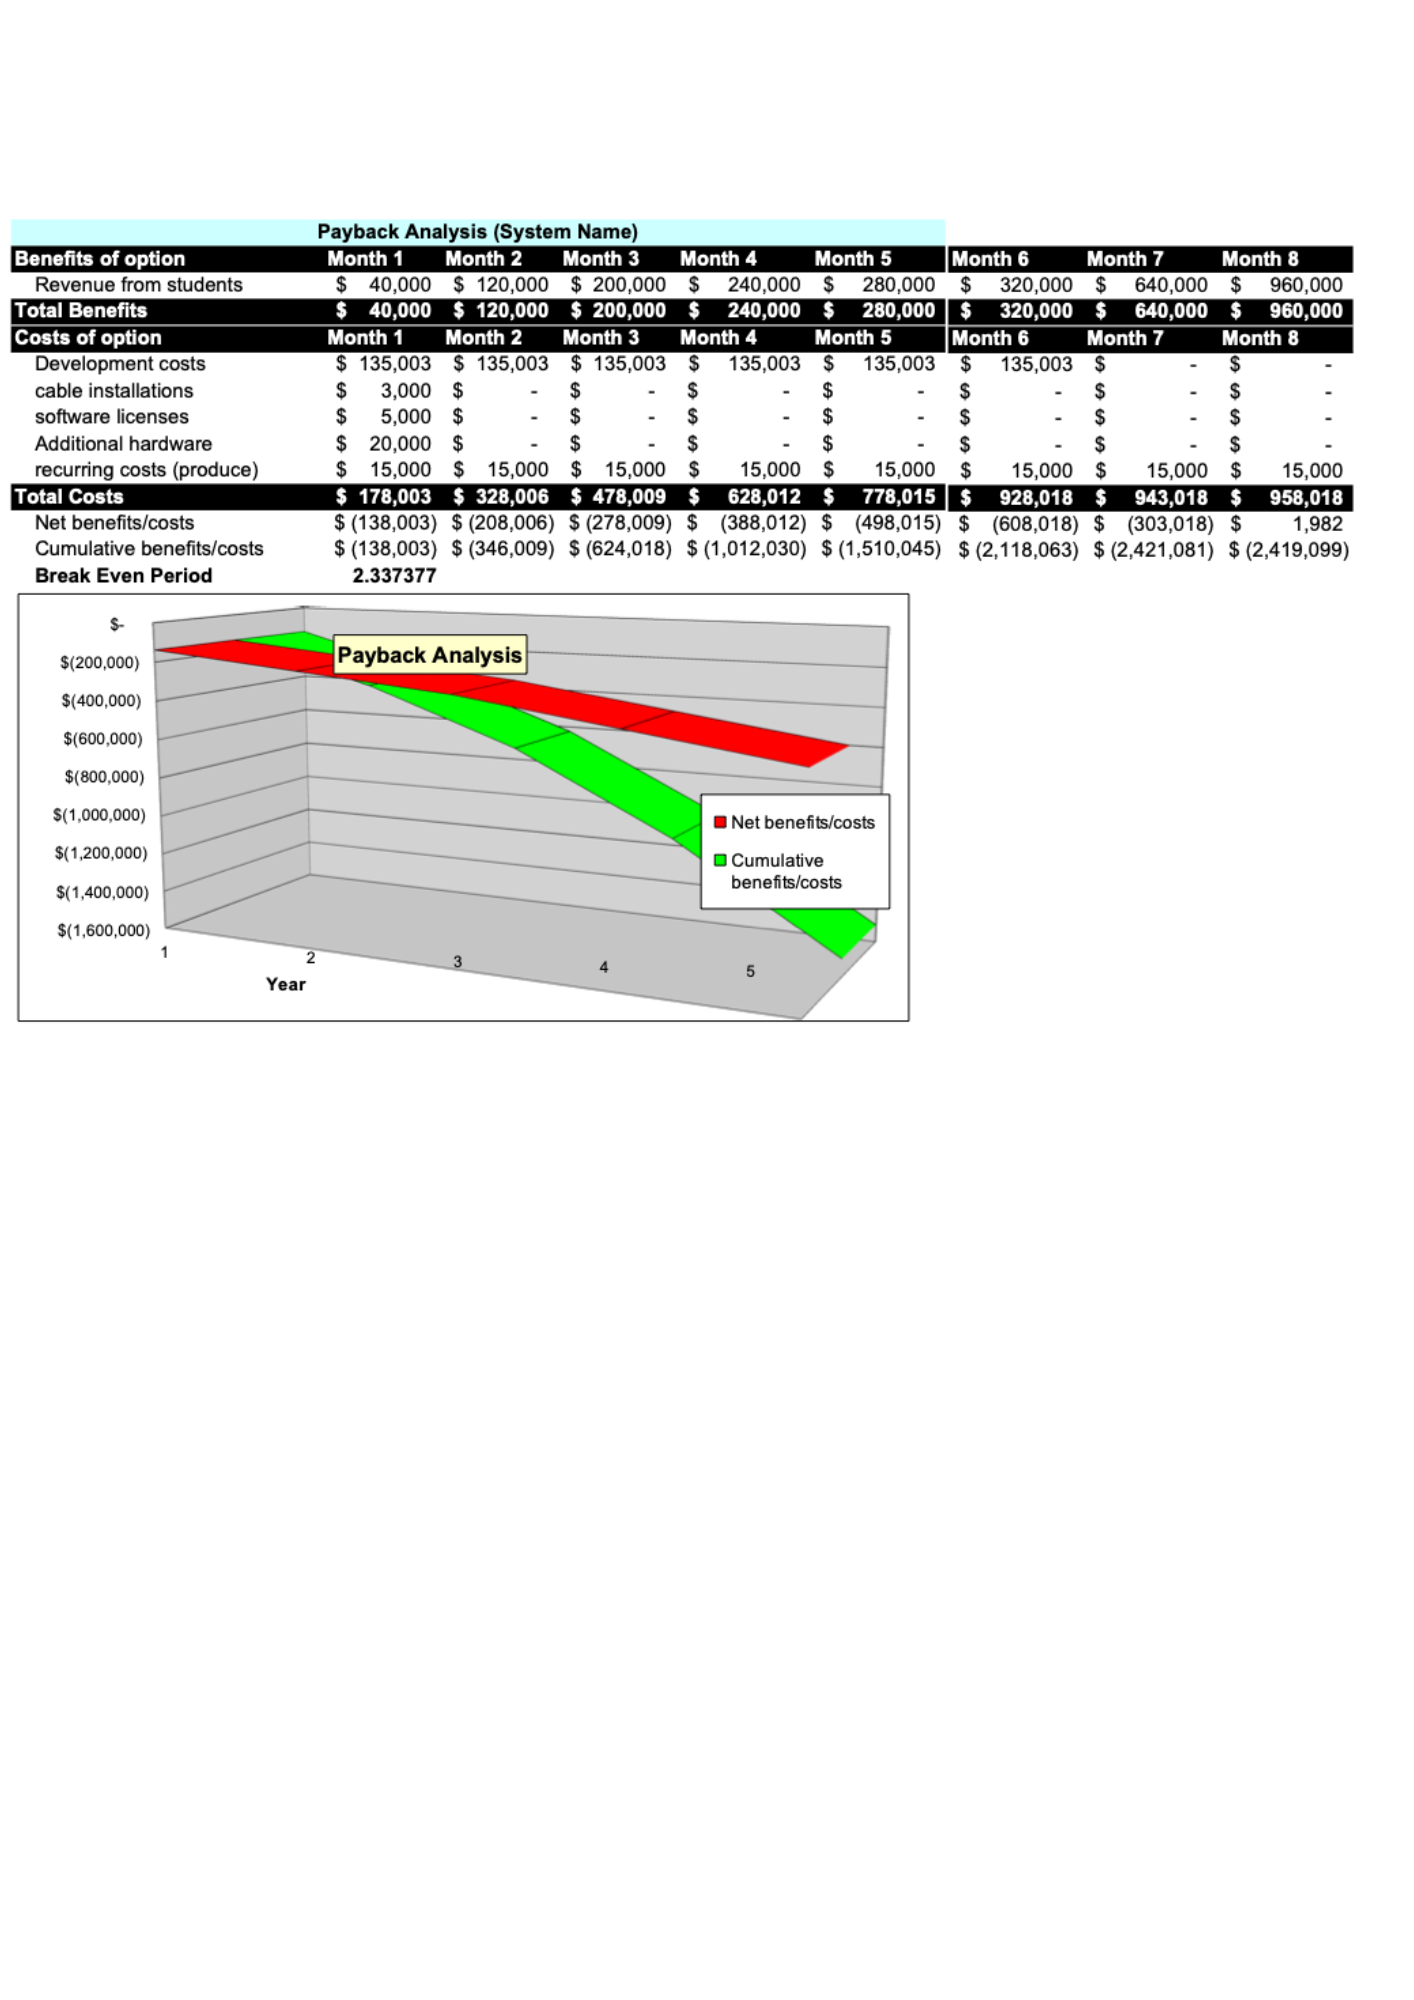 Payback Analysis (System Name)
Benefits of option Month 1 Month 2 Month 3 Month 4 Month 5 Month 6 Month 7 Month 8
Revenue from students $ 40,000 $ 120,000 $ 200,000 $ 240,000 $ 280,000 $ 320,000 $ 640,000 $ 960,000
Total Benefits $ 40,000 $ 120,000 $ 200,000 $ 240,000 $ 280,000 $ 320,000 $ 640,000 $ 960,000
Costs of option Month 1 Month 2 Month 3 Month 4 Month 5 Month 6 Month 7 Month 8
Development costs $ 135,003 $ 135,003 $ 135,003 $ 135,003 $ 135,003 $ 135,003 $ - $ -
cable installations $ 3,000 $ - $ - $ - $ - $ - $ - $ -
software licenses $ 5,000 $ - $ - $ - $ - $ - $ - $ -
Additional hardware $ 20,000 $ - $ - $ - $ - $ - $ - $ -
recurring costs (produce) $ 15,000 $ 15,000 $ 15,000 $ 15,000 $ 15,000 $ 15,000 $ 15,000 $ 15,000
Total Costs $ 178,003 $ 328,006 $ 478,009 $ 628,012 $ 778,015 $ 928,018 $ 943,018 $ 958,018
Net benefits/costs $ (138,003) $ (208,006) $ (278,009) $ (388,012) $ (498,015) $ (608,018) $ (303,018) $ 1,982
Cumulative benefits/costs $ (138,003) $ (346,009) $ (624,018) $ (1,012,030) $ (1,510,045) $ (2,118,063) $ (2,421,081) $ (2,419,099)
Break Even Period 2.337377
Payback Analysis
$-
$(200,000)
$(400,000)
$(600,000)
$(800,000)
$(1,000,000)
$(1,200,000)
$(1,400,000)
$(1,600,000)
1 2 3 4 5
Year
Net benefits/costs
Cumulative
benefits/costs